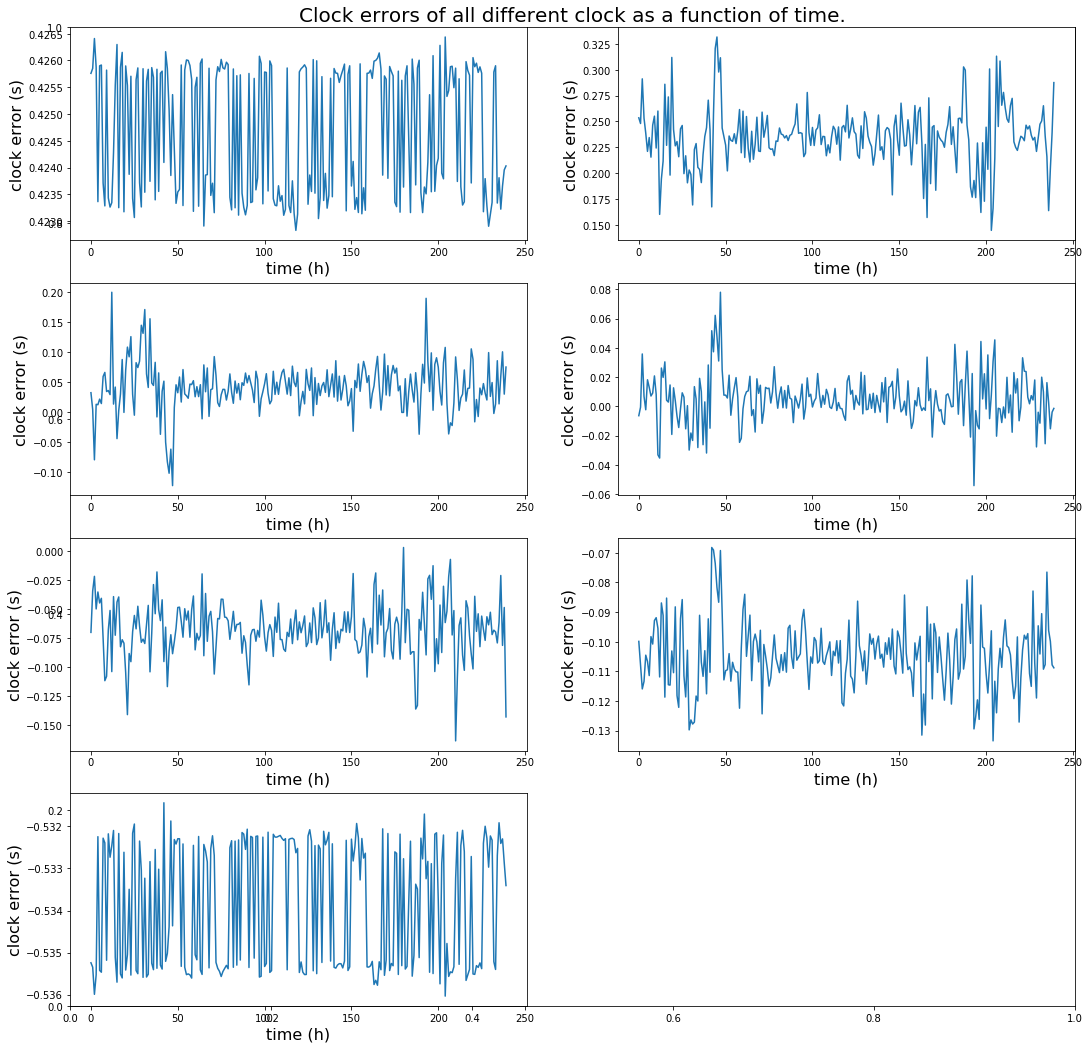 Clock errors of all different clock as a function of time.
1.0
0.4265
0.4260
0.4255
0.4250
0.4245
0.4240
0.4235
0.4230
0.8
clock error (s)
0 50 100 150 200 250
time (h)
0.325
0.300
0.275
0.250
0.225
0.200
0.175
0.150
clock error (s)
0 50 100 150 200 250
time (h)
0.20
0.15
0.10
0.05
0.00
0.6
−0.05
−0.10
clock error (s)
0 50 100 150 200 250
time (h)
0.08
0.06
0.04
0.02
0.00
−0.02
−0.04
−0.06
clock error (s)
0 50 100 150 200 250
time (h)
0.000
−0.025
−0.050
0.4
−0.075
−0.100
−0.125
−0.150
clock error (s)
0 50 100 150 200 250
time (h)
−0.07
−0.08
−0.09
−0.10
−0.11
−0.12
−0.13
clock error (s)
0 50 100 150 200 250
time (h)
0.2
−0.532
−0.533
−0.534
−0.535
−0.536
0.0
clock error (s)
0.0 0 50 100 0.2 150 200 0.4 250 0.6 0.8 1.0
time (h)